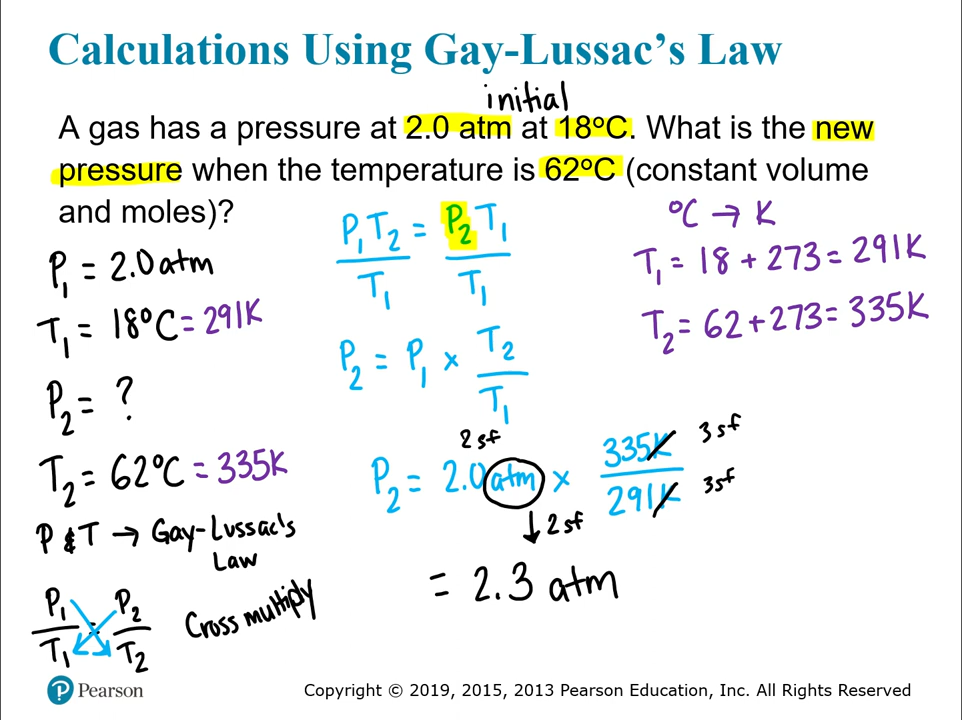 Calculations Using Gay-Lussac's Law
initial
A gas has a pressure at 2.0 atm at 18°C. What is the new
pressure when the temperature is 62°C (constant volume
and moles)?
P₁ = 2.0 atm
T₁ = 18°C = 291K
P₂ = ?
T₂ = 62°C = 335K
P & T → Gay-Lussac's
Law
P₁/T₁ = P₂/T₂
Cross multiply
P₁T₂/T₁ = P₂T₁/T₁
P₂ = P₁ × T₂/T₁
2 sf
P₂ = 2.0 atm × 335K/291K
3 sf
3 sf
↓ 2 sf
= 2.3 atm
°C → K
T₁ = 18 + 273 = 291K
T₂ = 62 + 273 = 335K
P Pearson
Copyright © 2019, 2015, 2013 Pearson Education, Inc. All Rights Reserved